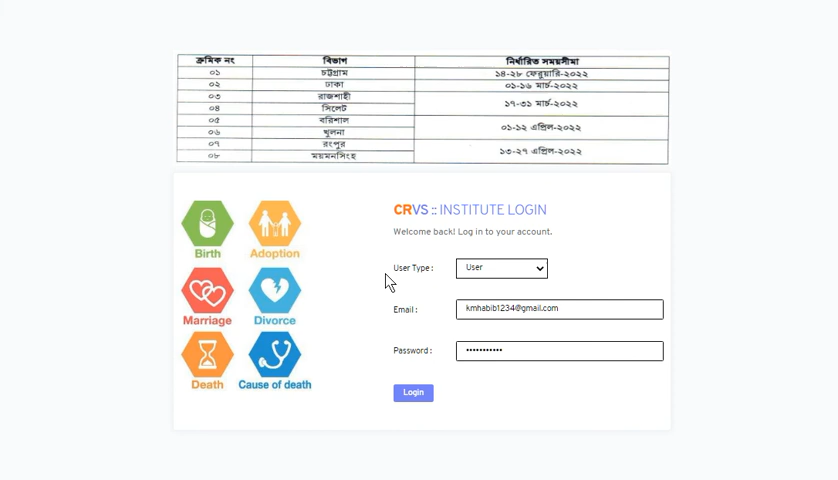 ক্রমিক নং বিভাগ নির্ধারিত সময়সীমা
০১ চট্টগ্রাম ১৪-২৮ ফেব্রুয়ারি-২০২২
০২ ঢাকা ০১-১৬ মার্চ-২০২২
০৩ রাজশাহী ১৭-৩১ মার্চ-২০২২
০৪ সিলেট
০৫ বরিশাল ০১-১২ এপ্রিল-২০২২
০৬ খুলনা
০৭ রংপুর ১৩-২৭ এপ্রিল-২০২২
০৮ ময়মনসিংহ
Birth Adoption
Marriage Divorce
Death Cause of death
CRVS :: INSTITUTE LOGIN
Welcome back! Log in to your account.
User Type : User
Email : kmhabib1234@gmail.com
Password : •••••••••••
Login